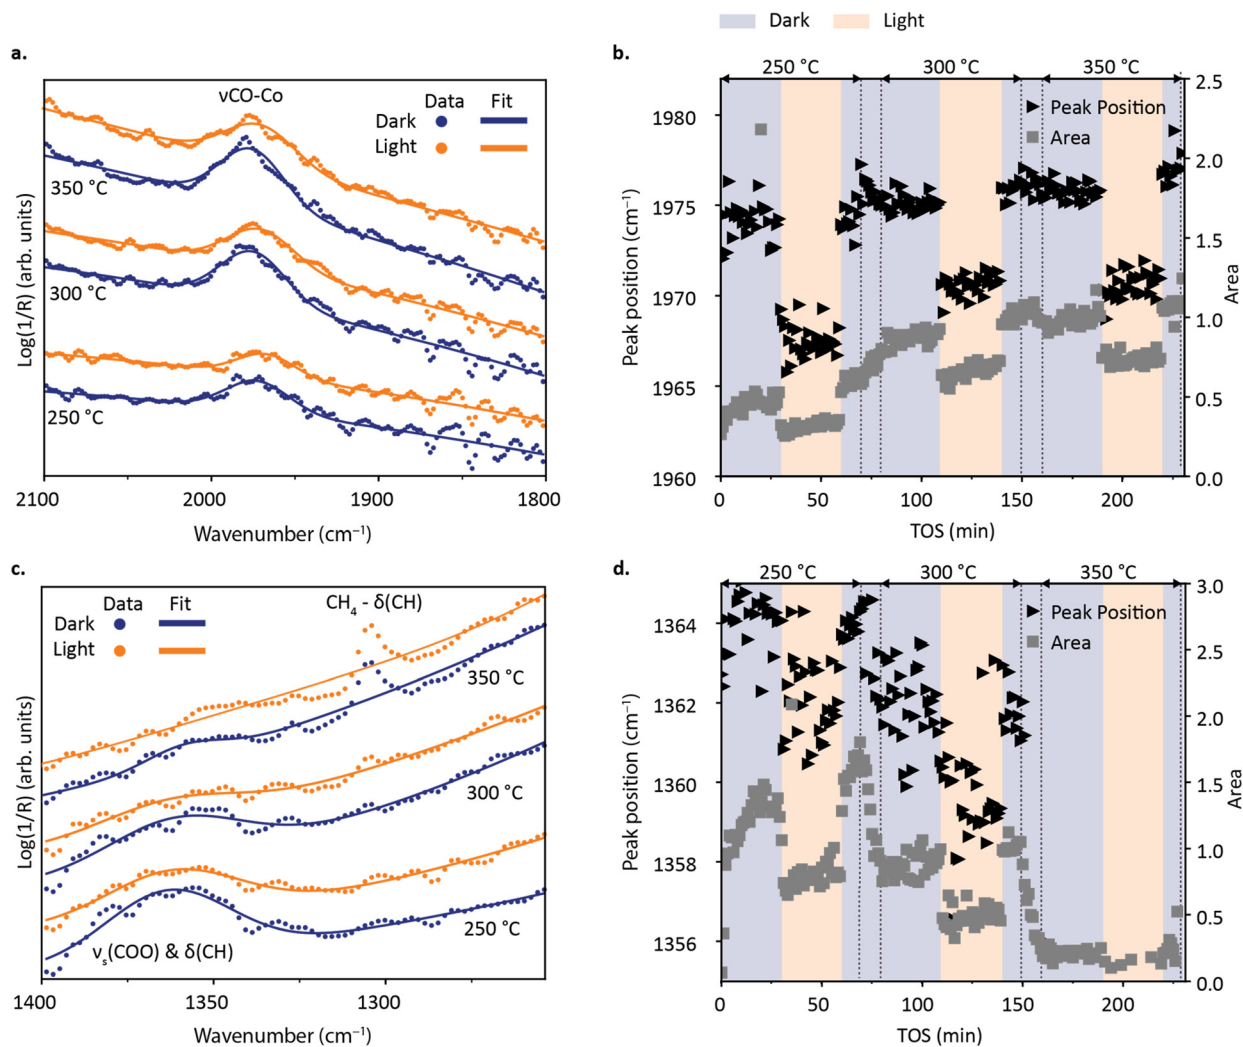 Dark Light
a.
νCO-Co
Data Fit
Dark
Light
350 °C
300 °C
250 °C
Log(1/R) (arb. units)
2100 2000 1900 1800
Wavenumber (cm⁻¹)
b.
250 °C 300 °C 350 °C
Peak Position
Area
1980
1975
1970
1965
1960
Peak position (cm⁻¹)
2.5
2.0
1.5
1.0
0.5
0.0
Area
0 50 100 150 200
TOS (min)
c.
Data Fit
Dark
Light
CH₄ - δ(CH)
350 °C
300 °C
250 °C
νₛ(COO) & δ(CH)
Log(1/R) (arb. units)
1400 1350 1300
Wavenumber (cm⁻¹)
d.
250 °C 300 °C 350 °C
Peak Position
Area
1364
1362
1360
1358
1356
Peak position (cm⁻¹)
3.0
2.5
2.0
1.5
1.0
0.5
0.0
Area
0 50 100 150 200
TOS (min)